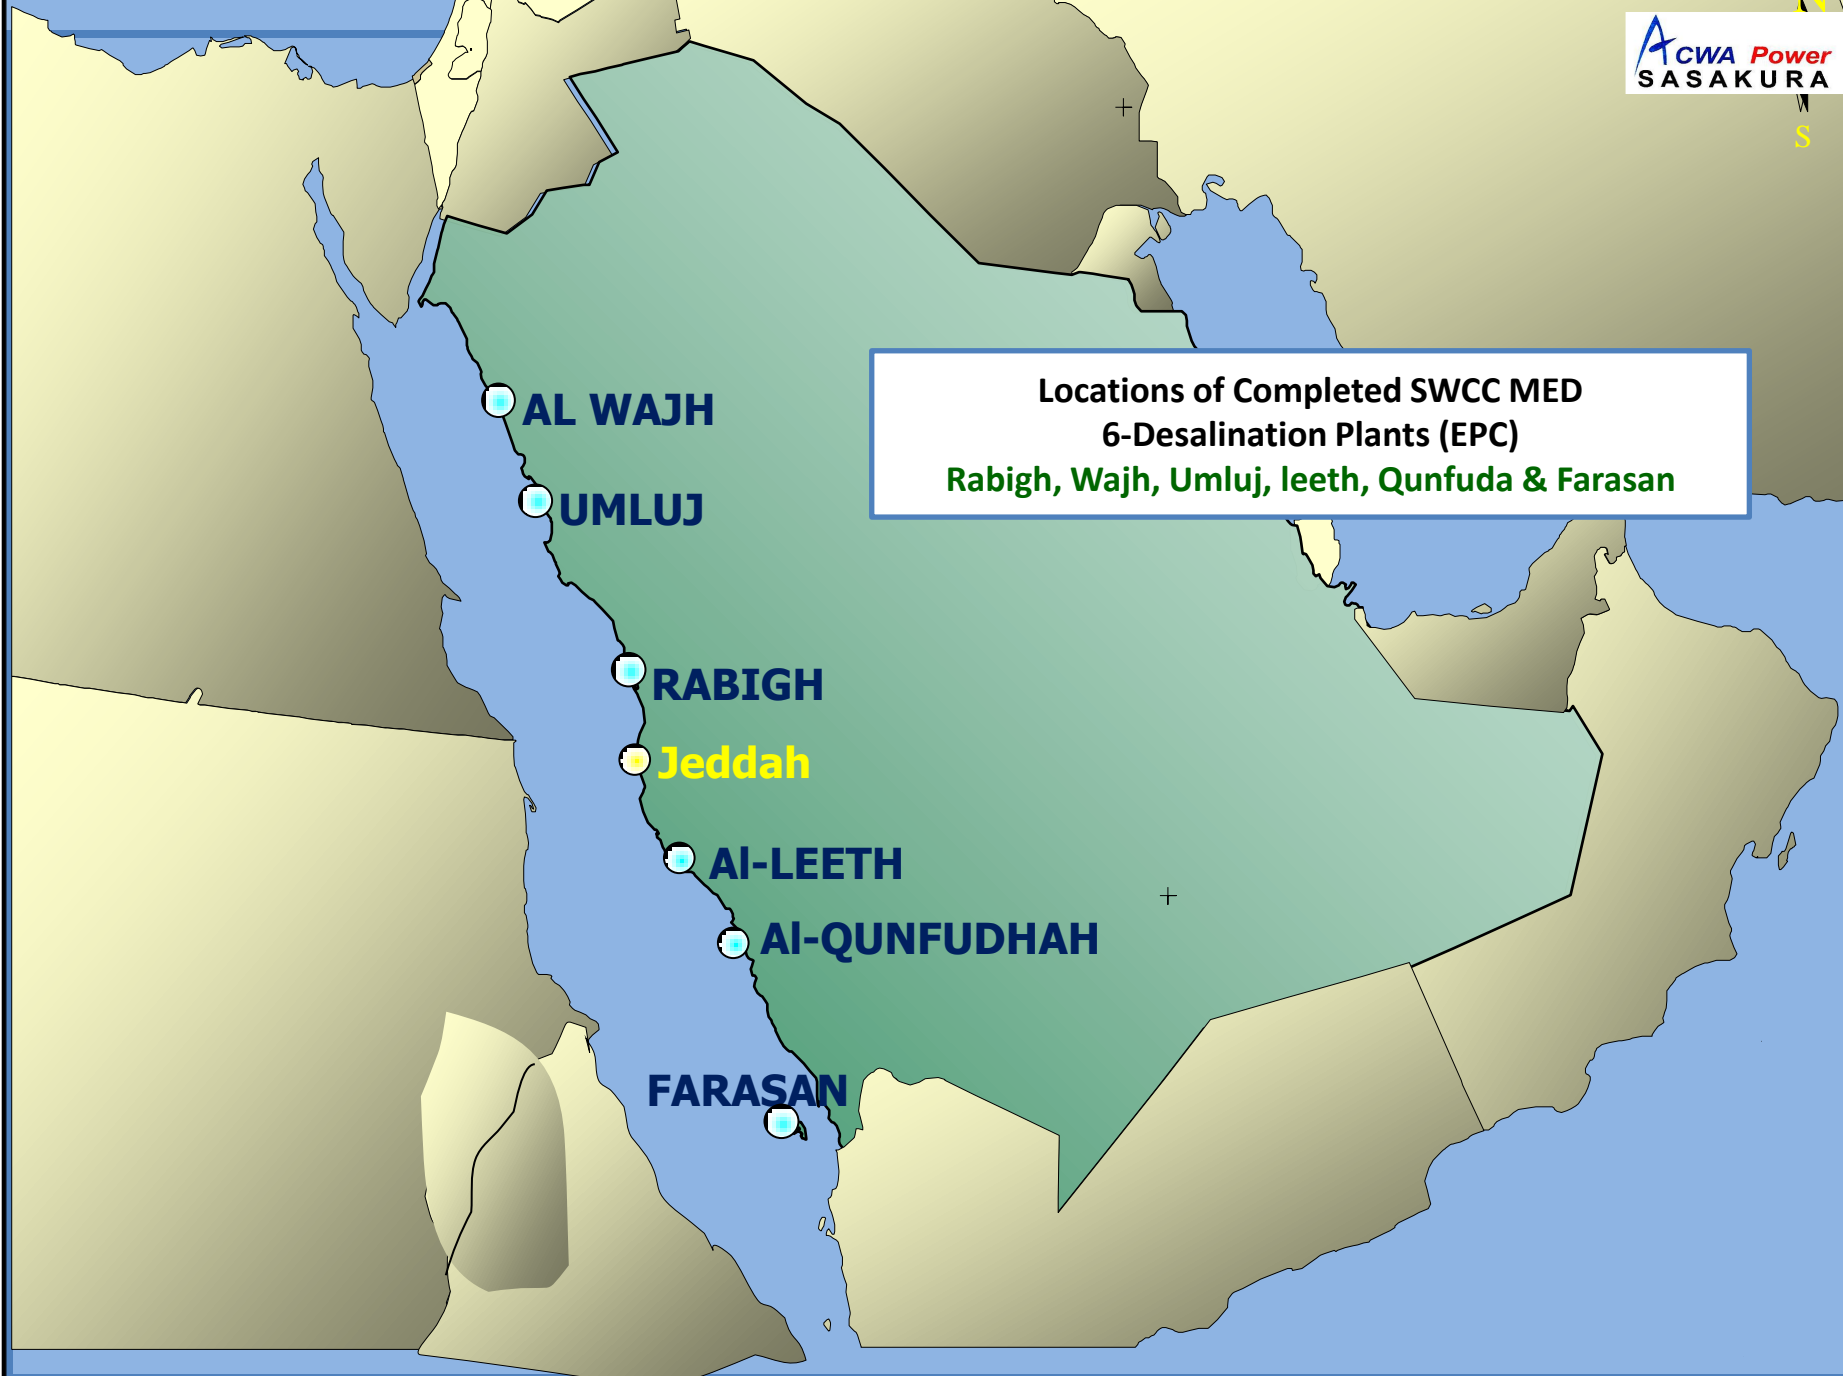 N
ACWA Power
SASAKURA
S
Locations of Completed SWCC MED
6-Desalination Plants (EPC)
Rabigh, Wajh, Umluj, leeth, Qunfuda & Farasan
AL WAJH
UMLUJ
RABIGH
Jeddah
Al-LEETH
Al-QUNFUDHAH
FARASAN